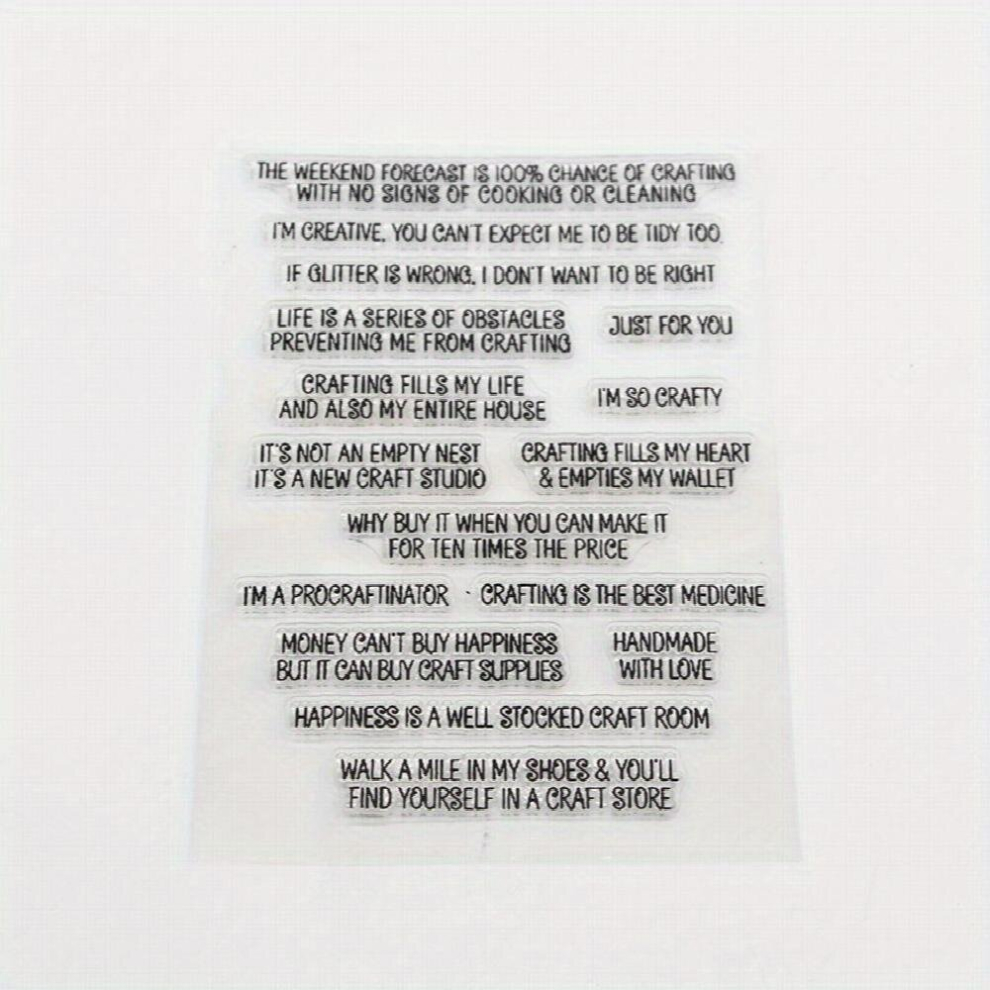 THE WEEKEND FORECAST IS 100% CHANCE OF CRAFTING
WITH NO SIGNS OF COOKING OR CLEANING
I'M CREATIVE. YOU CAN'T EXPECT ME TO BE TIDY TOO.
IF GLITTER IS WRONG, I DON'T WANT TO BE RIGHT
LIFE IS A SERIES OF OBSTACLES
PREVENTING ME FROM CRAFTING
JUST FOR YOU
CRAFTING FILLS MY LIFE
AND ALSO MY ENTIRE HOUSE
I'M SO CRAFTY
IT'S NOT AN EMPTY NEST
IT'S A NEW CRAFT STUDIO
CRAFTING FILLS MY HEART
& EMPTIES MY WALLET
WHY BUY IT WHEN YOU CAN MAKE IT
FOR TEN TIMES THE PRICE
I'M A PROCRAFTINATOR
CRAFTING IS THE BEST MEDICINE
MONEY CAN'T BUY HAPPINESS
BUT IT CAN BUY CRAFT SUPPLIES
HANDMADE
WITH LOVE
HAPPINESS IS A WELL STOCKED CRAFT ROOM
WALK A MILE IN MY SHOES & YOU'LL
FIND YOURSELF IN A CRAFT STORE